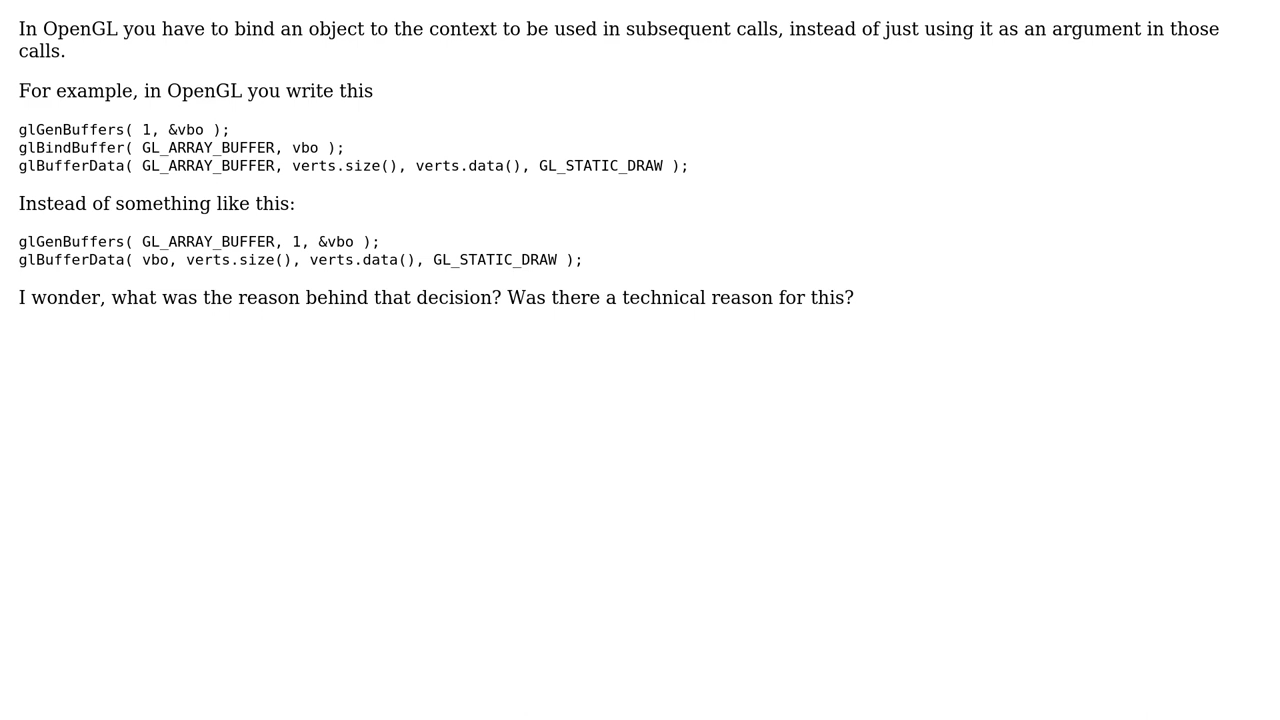 In OpenGL you have to bind an object to the context to be used in subsequent calls, instead of just using it as an argument in those
calls.
For example, in OpenGL you write this
glGenBuffers( 1, &vbo );
glBindBuffer( GL_ARRAY_BUFFER, vbo );
glBufferData( GL_ARRAY_BUFFER, verts.size(), verts.data(), GL_STATIC_DRAW );
Instead of something like this:
glGenBuffers( GL_ARRAY_BUFFER, 1, &vbo );
glBufferData( vbo, verts.size(), verts.data(), GL_STATIC_DRAW );
I wonder, what was the reason behind that decision? Was there a technical reason for this?